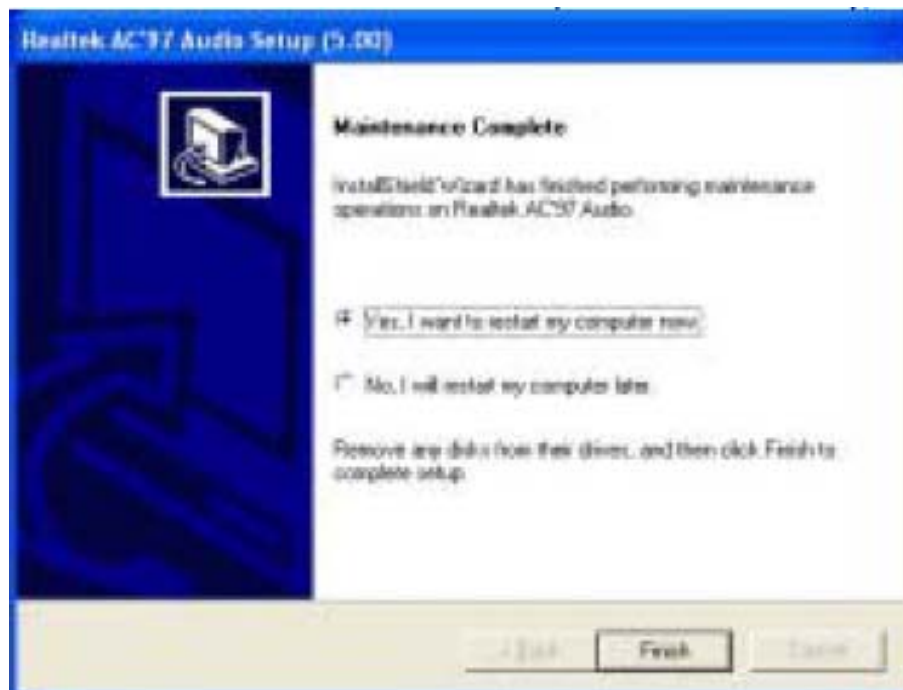 Realtek AC'97 Audio Setup (5.00)
Maintenance Complete
InstallShield Wizard has finished performing maintenance
operations on Realtek AC'97 Audio.
Yes, I want to restart my computer now.
No, I will restart my computer later.
Remove any disks from their drives, and then click Finish to
complete setup.
< Back Finish Cancel